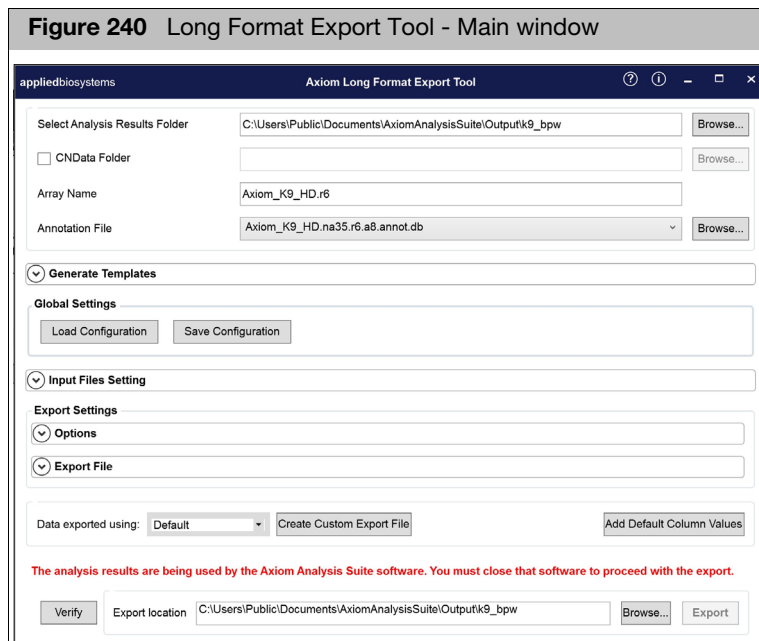 Figure 240 Long Format Export Tool - Main window
appliedbiosystems Axiom Long Format Export Tool
Select Analysis Results Folder C:\Users\Public\Documents\AxiomAnalysisSuite\Output\k9_bpw Browse...
CNData Folder Browse...
Array Name Axiom_K9_HD.r6
Annotation File Axiom_K9_HD.na35.r6.a8.annot.db Browse...
Generate Templates
Global Settings
Load Configuration Save Configuration
Input Files Setting
Export Settings
Options
Export File
Data exported using: Default Create Custom Export File Add Default Column Values
The analysis results are being used by the Axiom Analysis Suite software. You must close that software to proceed with the export.
Verify Export location C:\Users\Public\Documents\AxiomAnalysisSuite\Output\k9_bpw Browse... Export